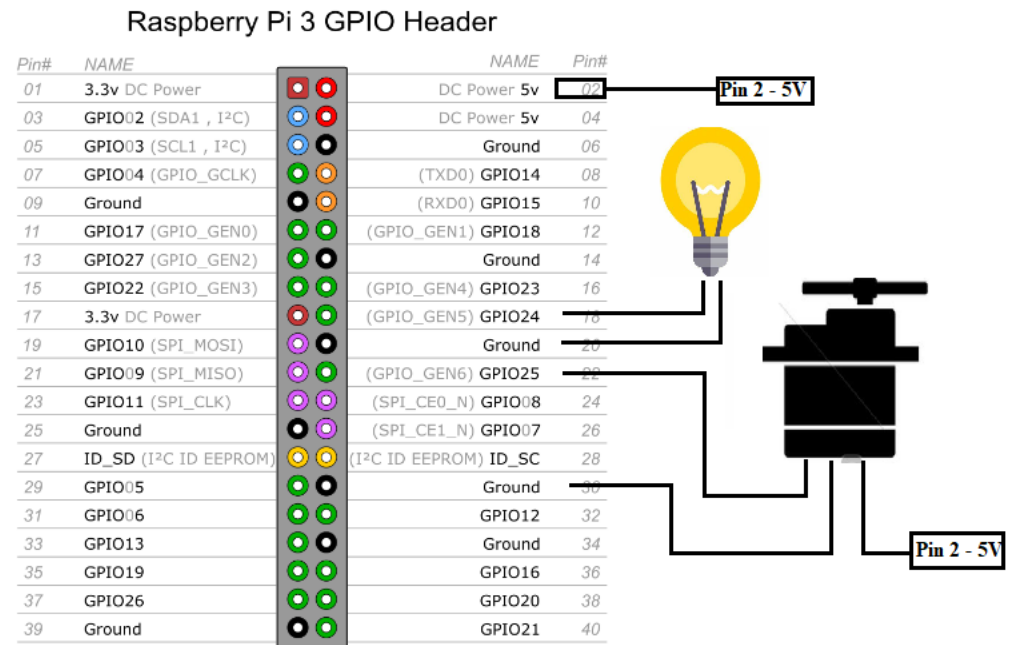 Raspberry Pi 3 GPIO Header
Pin# NAME NAME Pin#
01 3.3v DC Power DC Power 5v 02 Pin 2 - 5V
03 GPIO02 (SDA1 , I²C) DC Power 5v 04
05 GPIO03 (SCL1 , I²C) Ground 06
07 GPIO04 (GPIO_GCLK) (TXD0) GPIO14 08
09 Ground (RXD0) GPIO15 10
11 GPIO17 (GPIO_GEN0) (GPIO_GEN1) GPIO18 12
13 GPIO27 (GPIO_GEN2) Ground 14
15 GPIO22 (GPIO_GEN3) (GPIO_GEN4) GPIO23 16
17 3.3v DC Power (GPIO_GEN5) GPIO24 18
19 GPIO10 (SPI_MOSI) Ground 20
21 GPIO09 (SPI_MISO) (GPIO_GEN6) GPIO25 22
23 GPIO11 (SPI_CLK) (SPI_CE0_N) GPIO08 24
25 Ground (SPI_CE1_N) GPIO07 26
27 ID_SD (I²C ID EEPROM) (I²C ID EEPROM) ID_SC 28
29 GPIO05 Ground 30
31 GPIO06 GPIO12 32
33 GPIO13 Ground 34
Pin 2 - 5V
35 GPIO19 GPIO16 36
37 GPIO26 GPIO20 38
39 Ground GPIO21 40